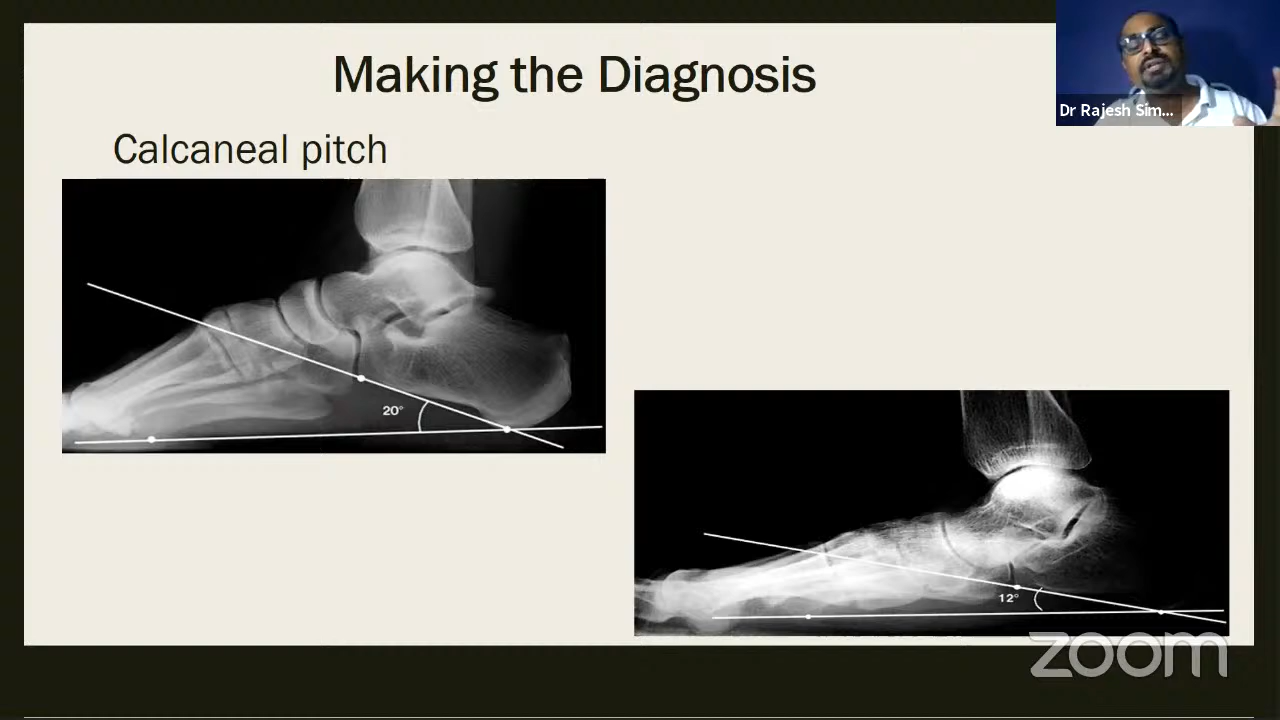 Making the Diagnosis
Dr Rajesh Sim...
Calcaneal pitch
20°
12°
zoom